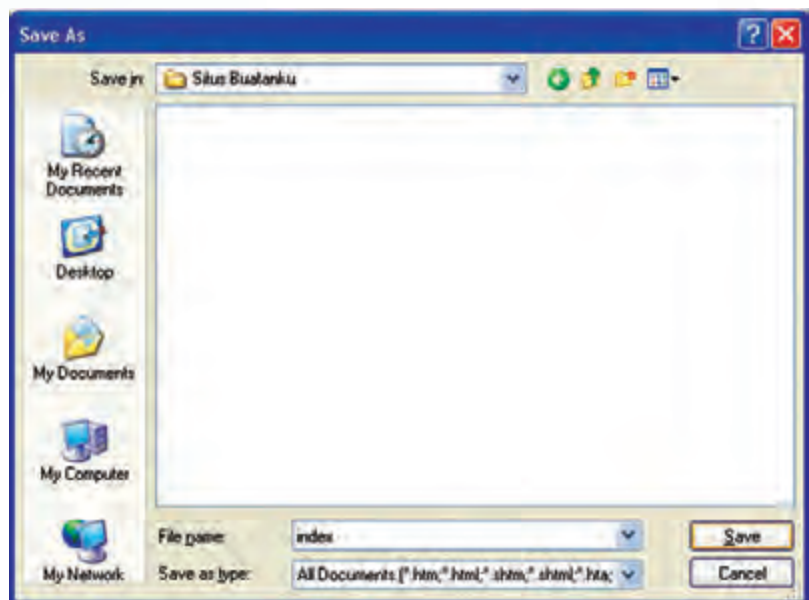 Save As
Save in: Situs Buatanku
My Recent
Documents
Desktop
My Documents
My Computer
My Network
File name: index
Save
Save as type: All Documents (*.htm;*.html;*.shtm;*.shtml;*.hta;
Cancel